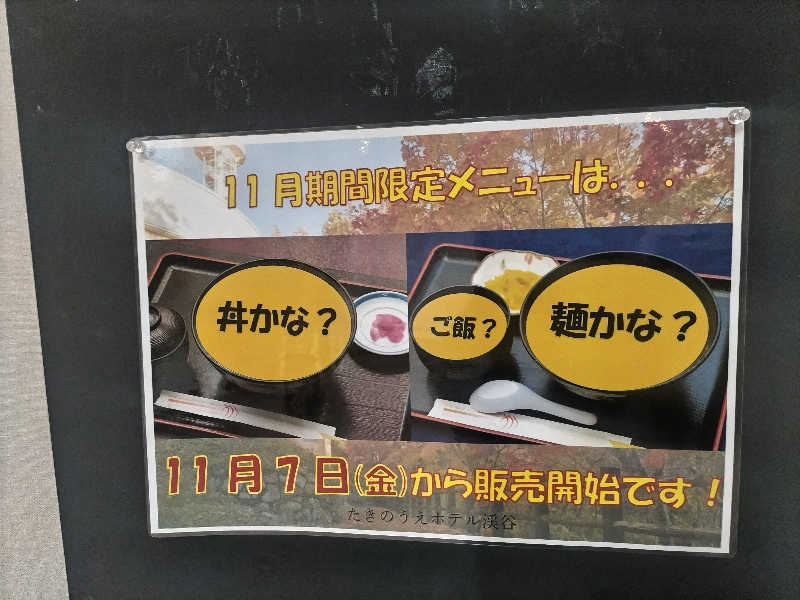 11月期間限定メニューは...
丼かな？
ご飯？
麺かな？
11月7日(金)から販売開始です！
たきのうえホテル渓谷